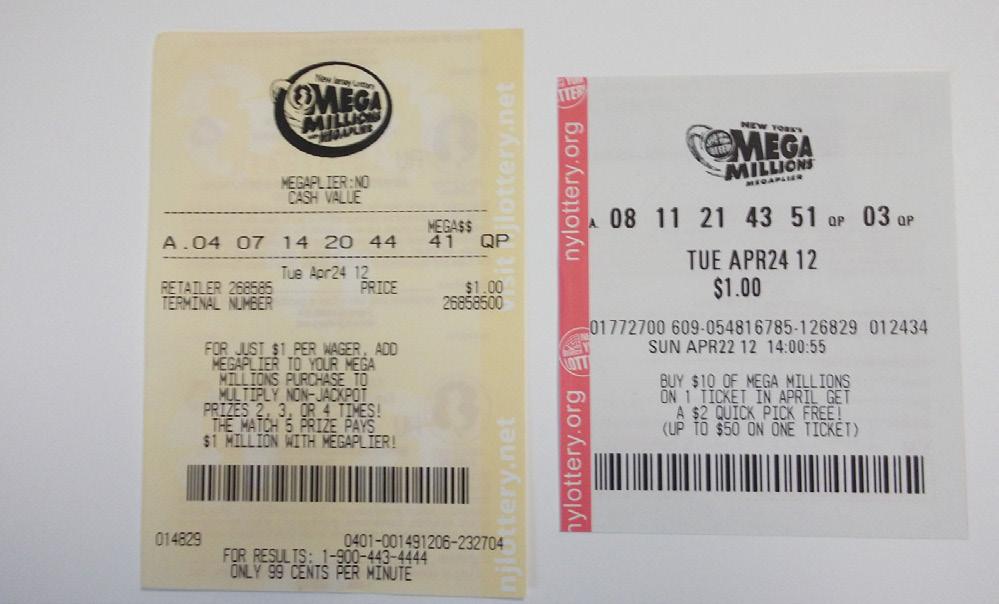 New Jersey Lottery
MEGA
MILLIONS
MEGAPLIER
MEGAPLIER:NO
CASH VALUE
MEGA$$
A.04 07 14 20 44 41 QP
Tue Apr24 12
RETAILER 268585 PRICE $1.00
TERMINAL NUMBER 26858500
FOR JUST $1 PER WAGER, ADD
MEGAPLIER TO YOUR MEGA
MILLIONS PURCHASE TO
MULTIPLY NON-JACKPOT
PRIZES 2, 3, OR 4 TIMES!
THE MATCH 5 PRIZE PAYS
$1 MILLION WITH MEGAPLIER!
014829 0401-001491206-232704
FOR RESULTS: 1-900-443-4444
ONLY 99 CENTS PER MINUTE
visit njlottery.net
njlottery.net
nylottery.org
nylottery.org
NEW YORK'S
MEGA
MILLIONS
MEGAPLIER
A. 08 11 21 43 51 QP 03 QP
TUE APR24 12
$1.00
01772700 609-054816785-126829 012434
SUN APR22 12 14:00:55
BUY $10 OF MEGA MILLIONS
ON 1 TICKET IN APRIL GET
A $2 QUICK PICK FREE!
(UP TO $50 ON ONE TICKET)